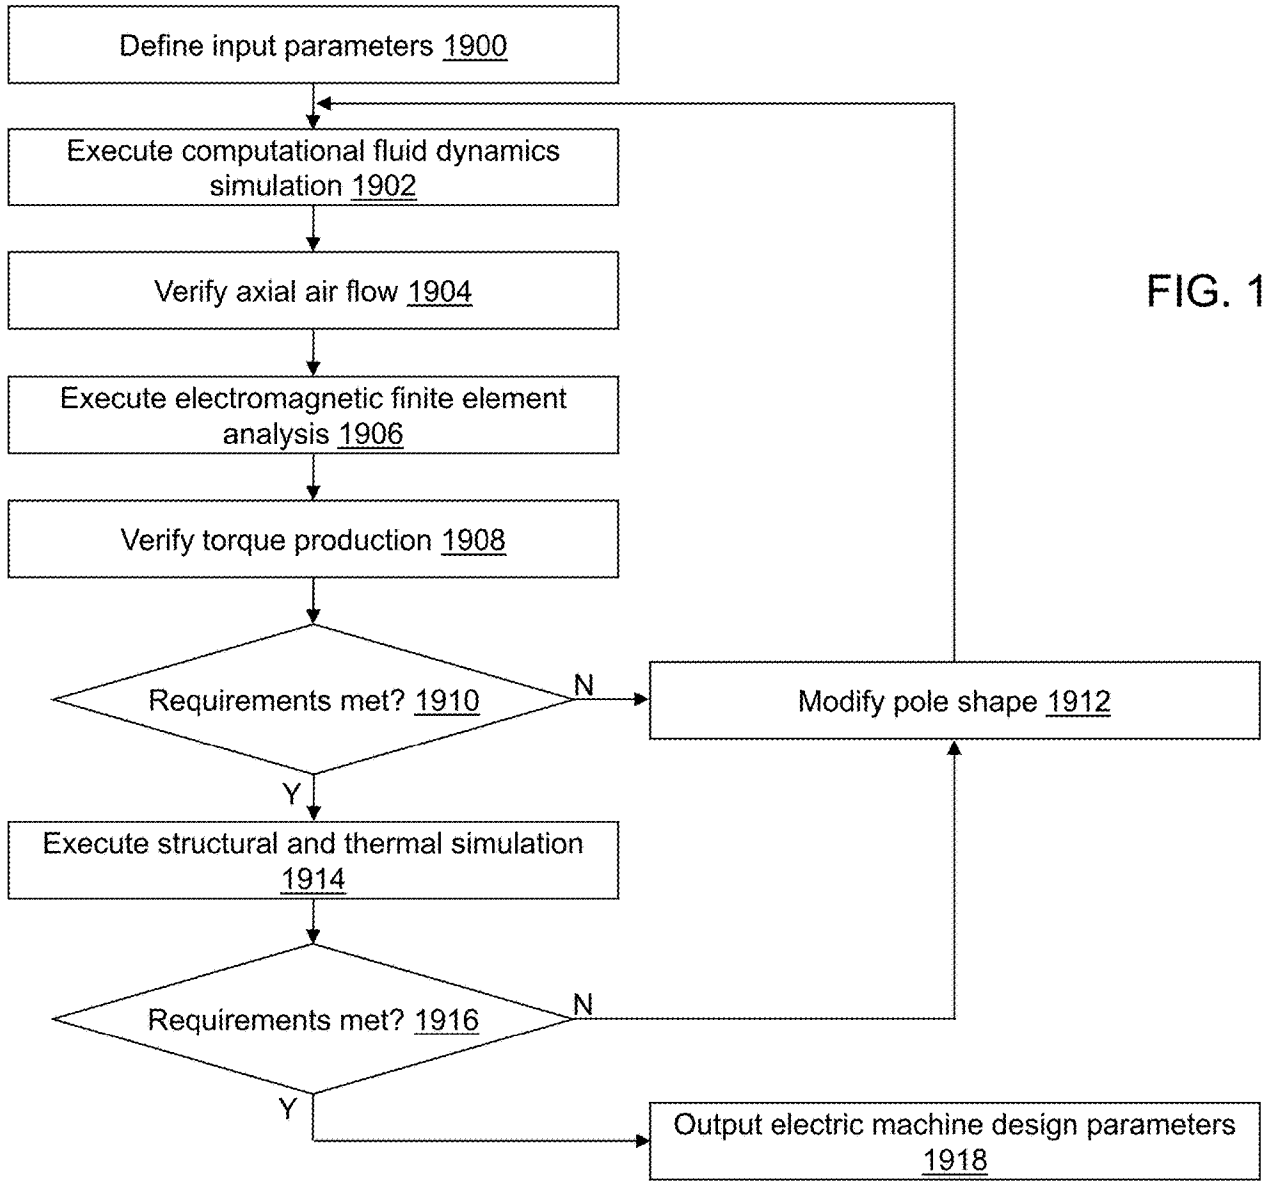 Define input parameters 1900
Execute computational fluid dynamics
simulation 1902
Verify axial air flow 1904
FIG. 1
Execute electromagnetic finite element
analysis 1906
Verify torque production 1908
Requirements met? 1910
N
Modify pole shape 1912
Y
Execute structural and thermal simulation
1914
Requirements met? 1916
N
Y
Output electric machine design parameters
1918